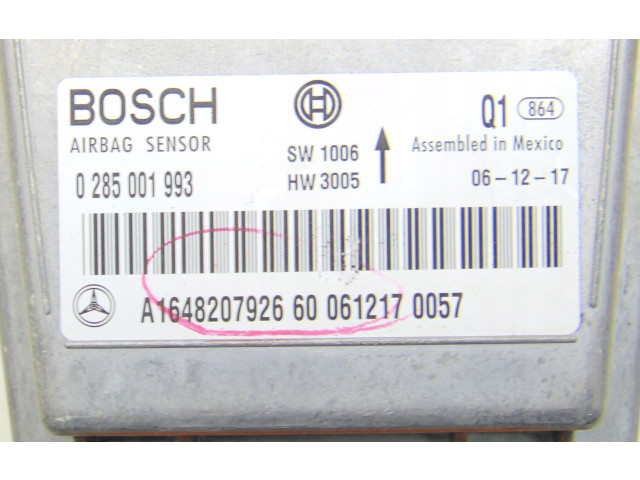 BOSCH
AIRBAG SENSOR
0 285 001 993
SW 1006
HW 3005
Q1 864
Assembled in Mexico
06-12-17
A1648207926 60 061217 0057